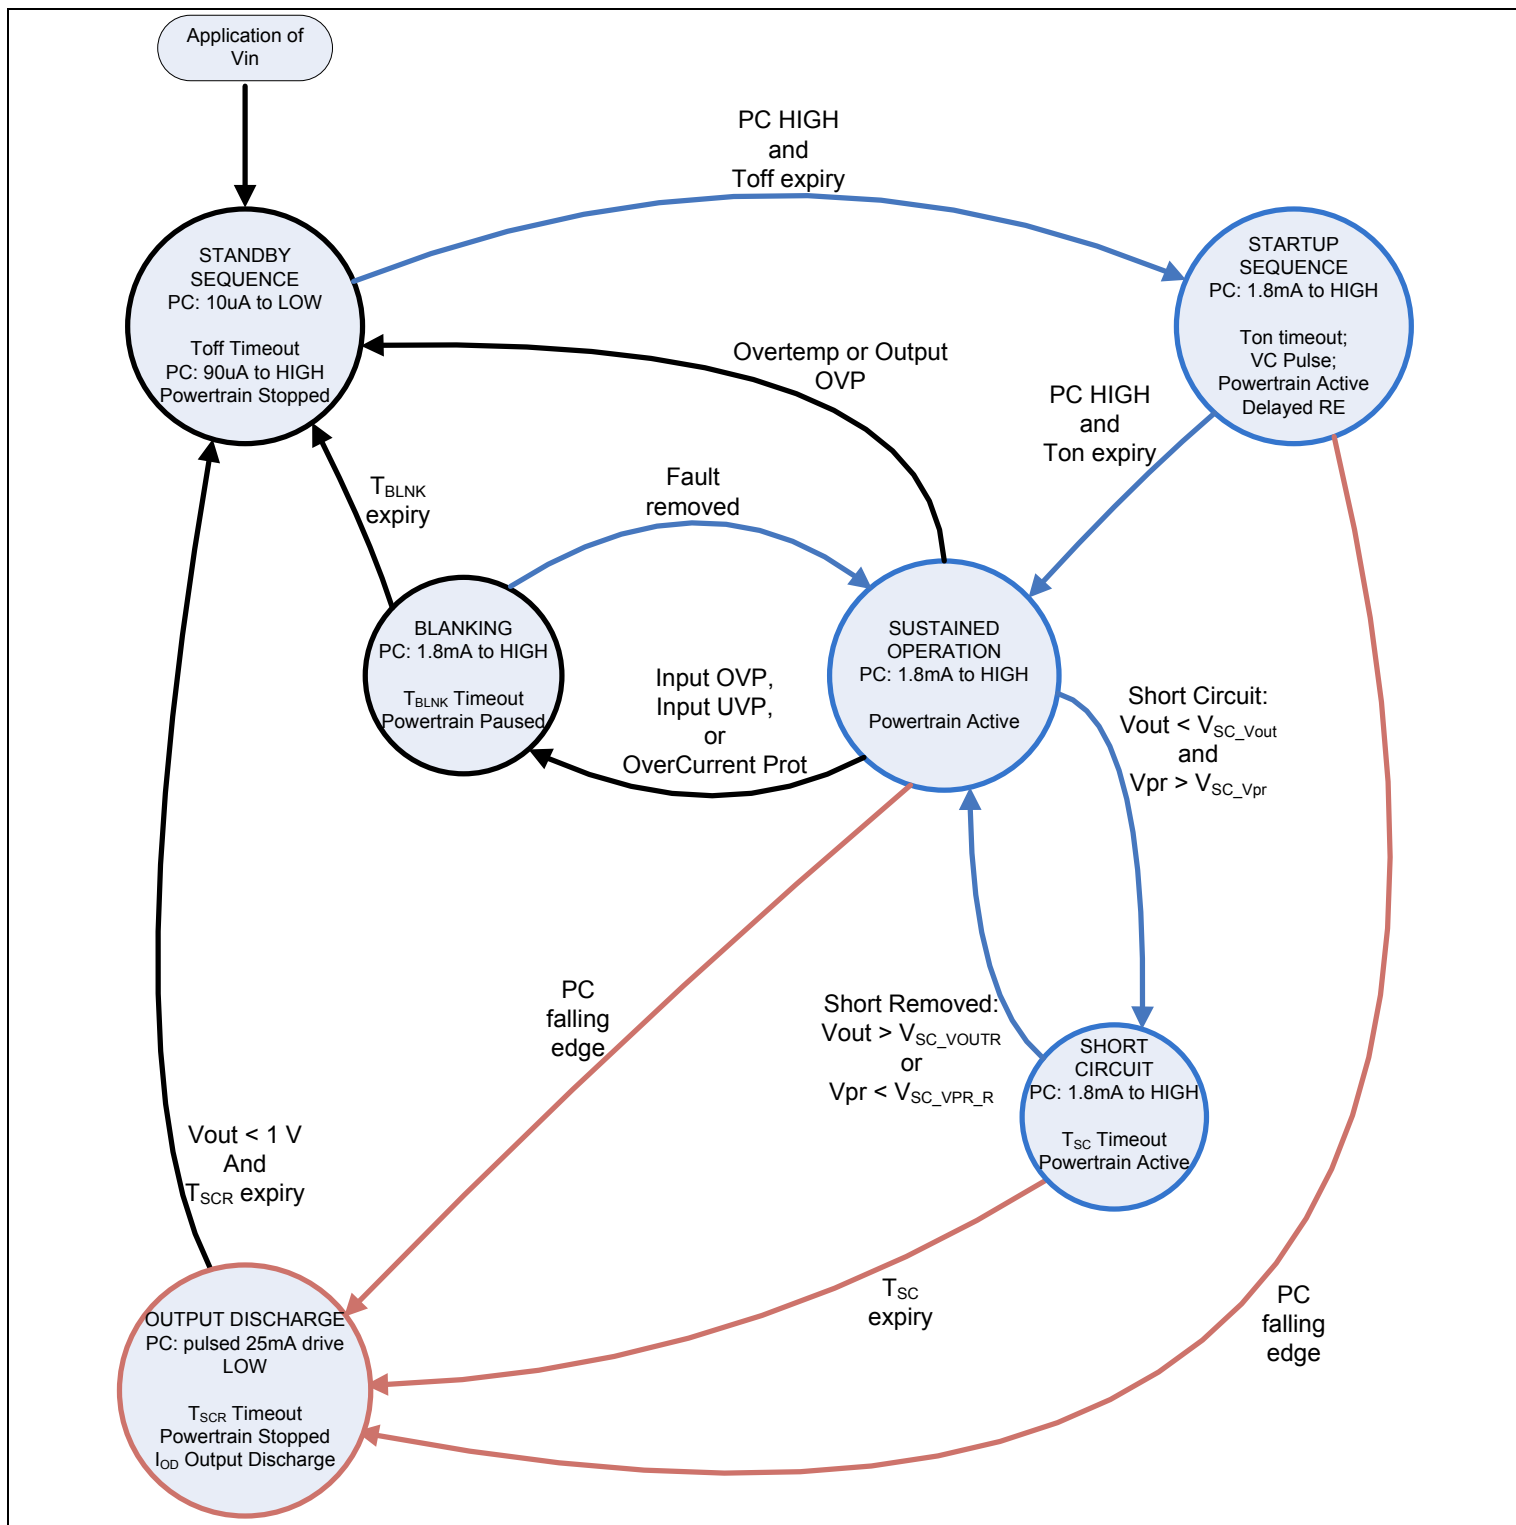 Application of
Vin
PC HIGH
and
Toff expiry
STANDBY
SEQUENCE
PC: 10uA to LOW
Toff Timeout
PC: 90uA to HIGH
Powertrain Stopped
STARTUP
SEQUENCE
PC: 1.8mA to HIGH
Ton timeout;
VC Pulse;
Powertrain Active
Delayed RE
Overtemp or Output
OVP
PC HIGH
and
Ton expiry
TBLNK
expiry
Fault
removed
BLANKING
PC: 1.8mA to HIGH
TBLNK Timeout
Powertrain Paused
Input OVP,
Input UVP,
or
OverCurrent Prot
SUSTAINED
OPERATION
PC: 1.8mA to HIGH
Powertrain Active
Short Circuit:
Vout < VSC_Vout
and
Vpr > VSC_Vpr
PC
falling
edge
Short Removed:
Vout > VSC_VOUTR
or
Vpr < VSC_VPR_R
SHORT
CIRCUIT
PC: 1.8mA to HIGH
TSC Timeout
Powertrain Active
Vout < 1 V
And
TSCR expiry
TSC
expiry
PC
falling
edge
OUTPUT DISCHARGE
PC: pulsed 25mA drive
LOW
TSCR Timeout
Powertrain Stopped
IOD Output Discharge